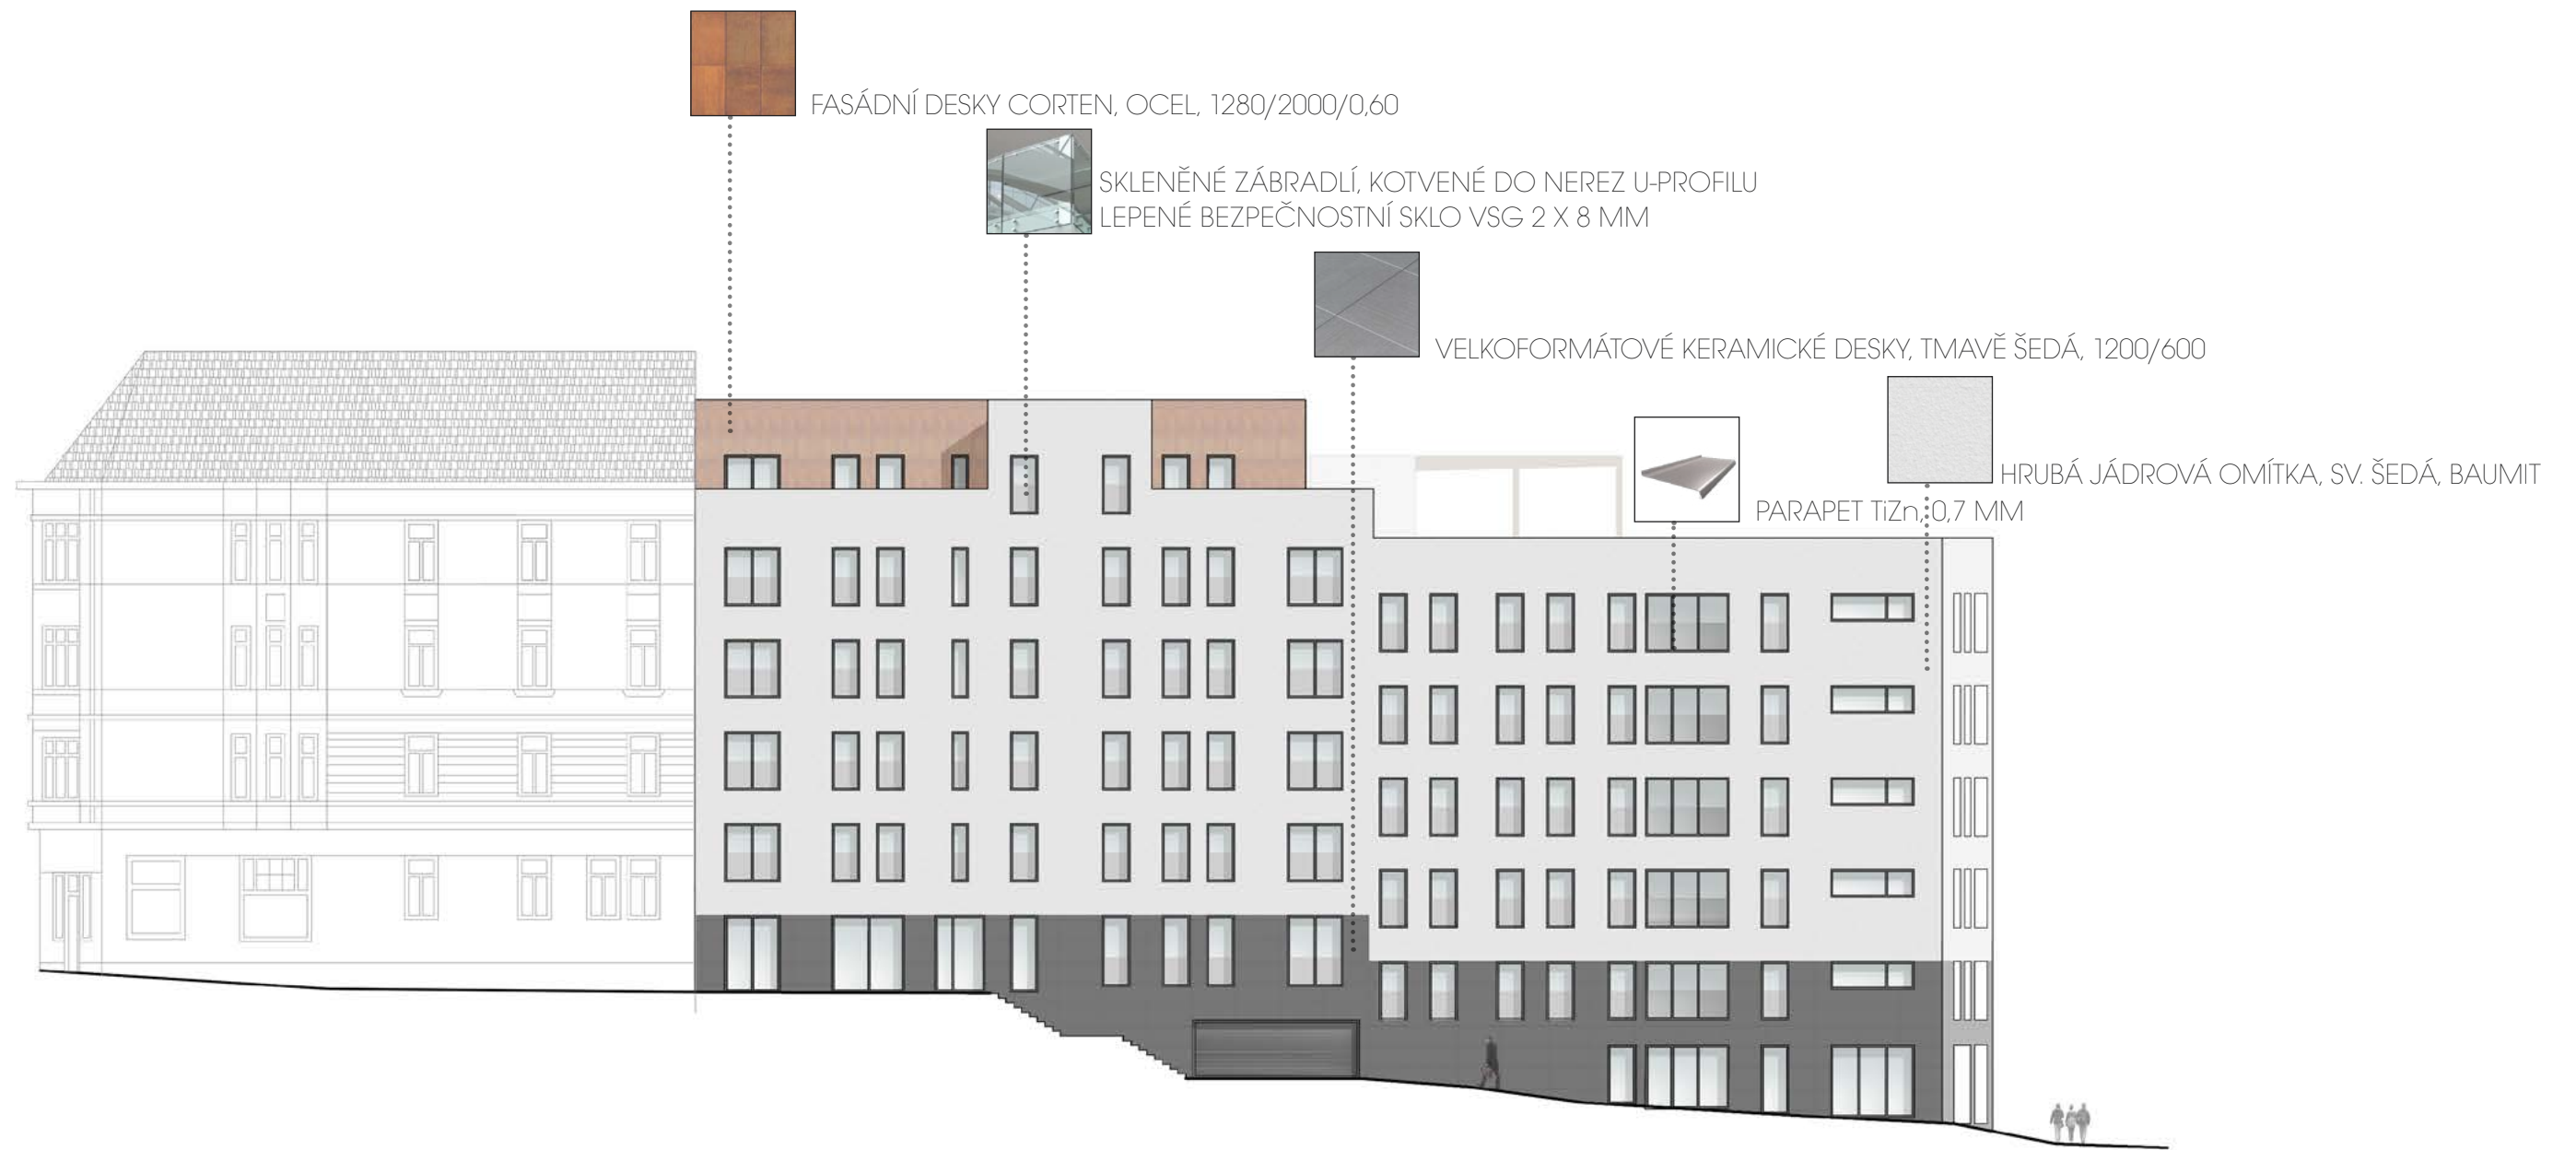 FASÁDNÍ DESKY CORTEN, OCEL, 1280/2000/0,60
SKLENĚNÉ ZÁBRADLÍ, KOTVENÉ DO NEREZ U-PROFILU
LEPENÉ BEZPEČNOSTNÍ SKLO VSG 2 X 8 MM
VELKOFORMÁTOVÉ KERAMICKÉ DESKY, TMAVĚ ŠEDÁ, 1200/600
HRUBÁ JÁDROVÁ OMÍTKA, SV. ŠEDÁ, BAUMIT
PARAPET TiZn, 0,7 MM